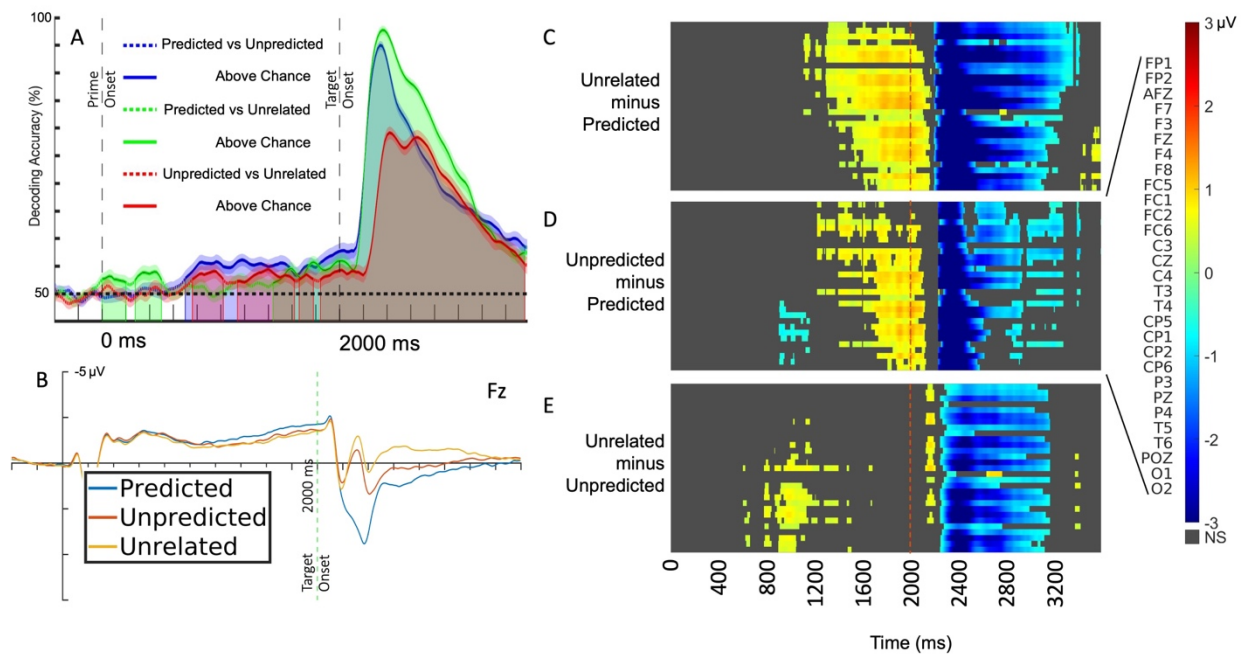 A
100
50
Decoding Accuracy (%)
Prime
Onset
Target
Onset
Predicted vs Unpredicted
Above Chance
Predicted vs Unrelated
Above Chance
Unpredicted vs Unrelated
Above Chance
0 ms
2000 ms
B
-5 µV
Fz
Predicted
Unpredicted
Unrelated
2000 ms
Target
Onset
C
Unrelated
minus
Predicted
D
Unpredicted
minus
Predicted
E
Unrelated
minus
Unpredicted
0
400
800
1200
1600
2000
2400
2800
3200
Time (ms)
FP1
FP2
AFZ
F7
F3
FZ
F4
F8
FC5
FC1
FC2
FC6
C3
CZ
C4
T3
T4
CP5
CP1
CP2
CP6
P3
PZ
P4
T5
T6
POZ
O1
O2
3 µV
2
1
0
-1
-2
-3
NS